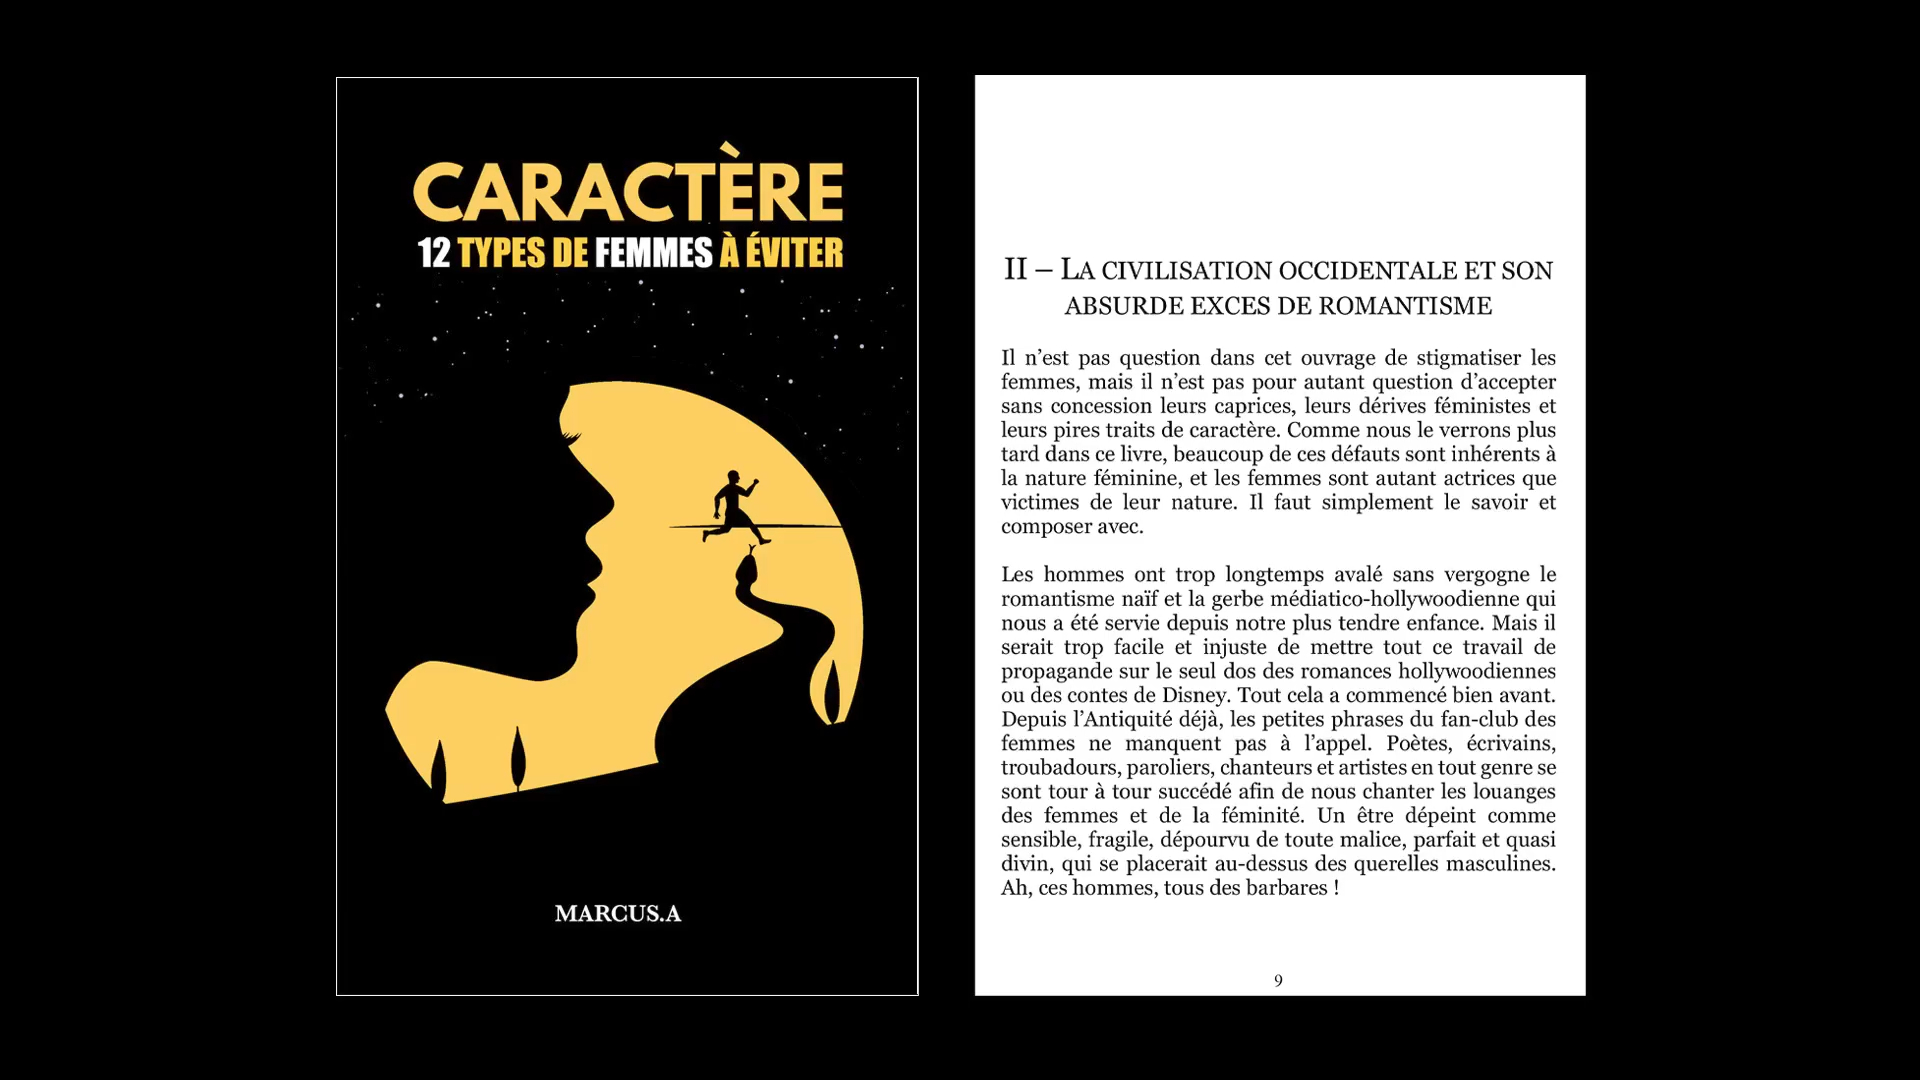 CARACTÈRE
12 TYPES DE FEMMES À ÉVITER
MARCUS.A
II – LA CIVILISATION OCCIDENTALE ET SON
ABSURDE EXCES DE ROMANTISME
Il n’est pas question dans cet ouvrage de stigmatiser les
femmes, mais il n’est pas pour autant question d’accepter
sans concession leurs caprices, leurs dérives féministes et
leurs pires traits de caractère. Comme nous le verrons plus
tard dans ce livre, beaucoup de ces défauts sont inhérents à
la nature féminine, et les femmes sont autant actrices que
victimes de leur nature. Il faut simplement le savoir et
composer avec.
Les hommes ont trop longtemps avalé sans vergogne le
romantisme naïf et la gerbe médiatico-hollywoodienne qui
nous a été servie depuis notre plus tendre enfance. Mais il
serait trop facile et injuste de mettre tout ce travail de
propagande sur le seul dos des romances hollywoodiennes
ou des contes de Disney. Tout cela a commencé bien avant.
Depuis l’Antiquité déjà, les petites phrases du fan-club des
femmes ne manquent pas à l’appel. Poètes, écrivains,
troubadours, paroliers, chanteurs et artistes en tout genre se
sont tour à tour succédé afin de nous chanter les louanges
des femmes et de la féminité. Un être dépeint comme
sensible, fragile, dépourvu de toute malice, parfait et quasi
divin, qui se placerait au-dessus des querelles masculines.
Ah, ces hommes, tous des barbares !
9